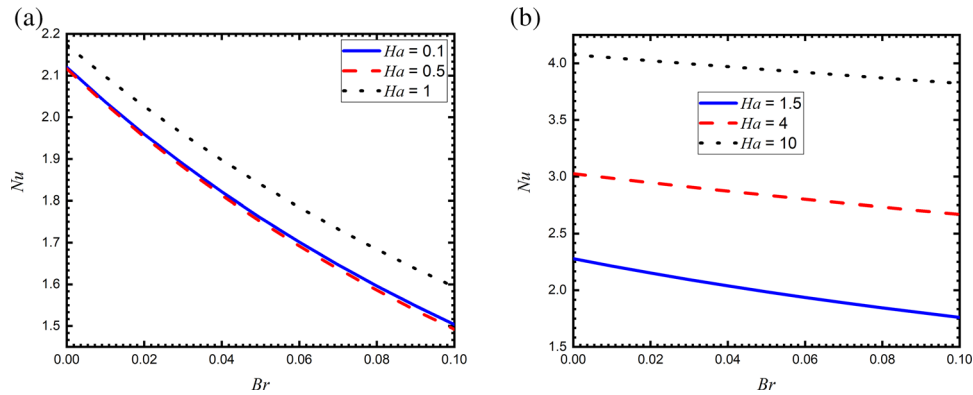 (a)
2.2
2.1
2.0
1.9
1.8
1.7
1.6
1.5
Nu
Ha = 0.1
Ha = 0.5
Ha = 1
0.00 0.02 0.04 0.06 0.08 0.10
Br
(b)
4.0
3.5
3.0
2.5
2.0
1.5
Nu
Ha = 1.5
Ha = 4
Ha = 10
0.00 0.02 0.04 0.06 0.08 0.10
Br